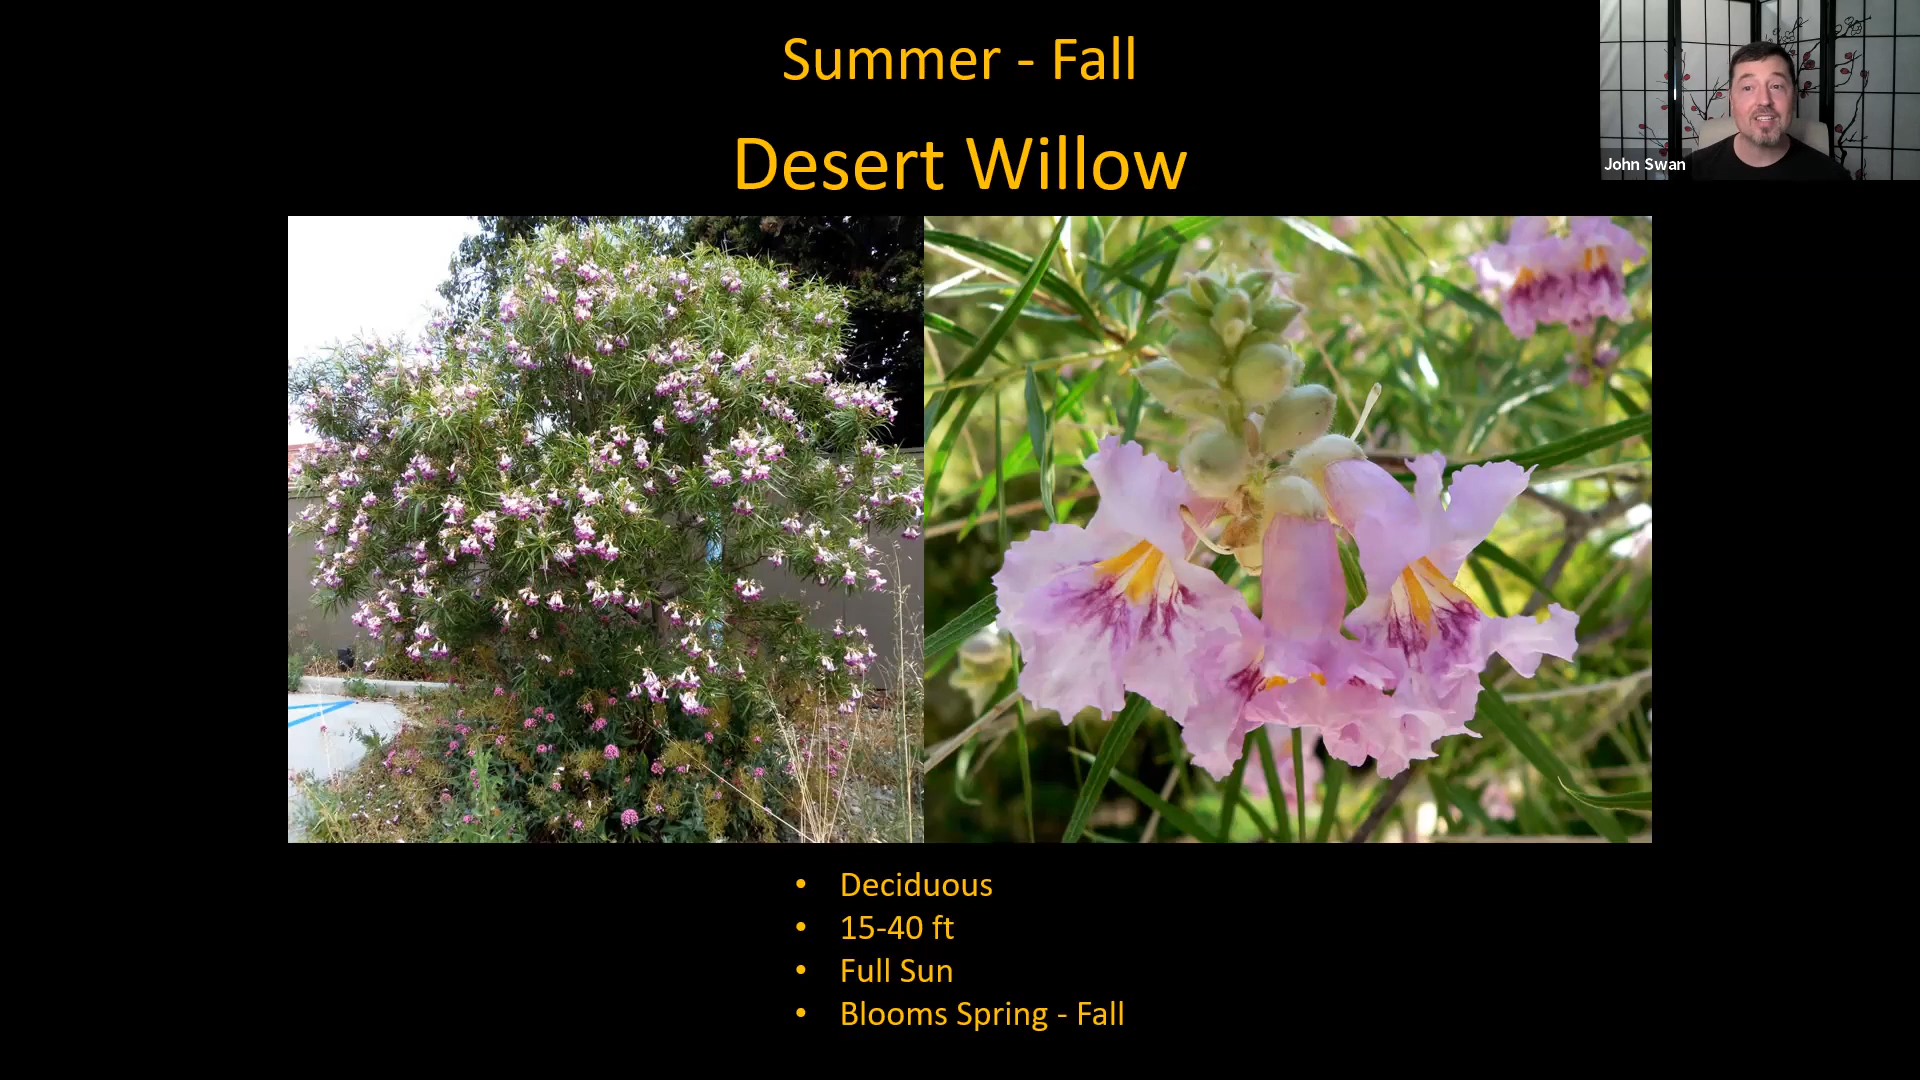 Summer - Fall
Desert Willow
John Swan
• Deciduous
• 15-40 ft
• Full Sun
• Blooms Spring - Fall